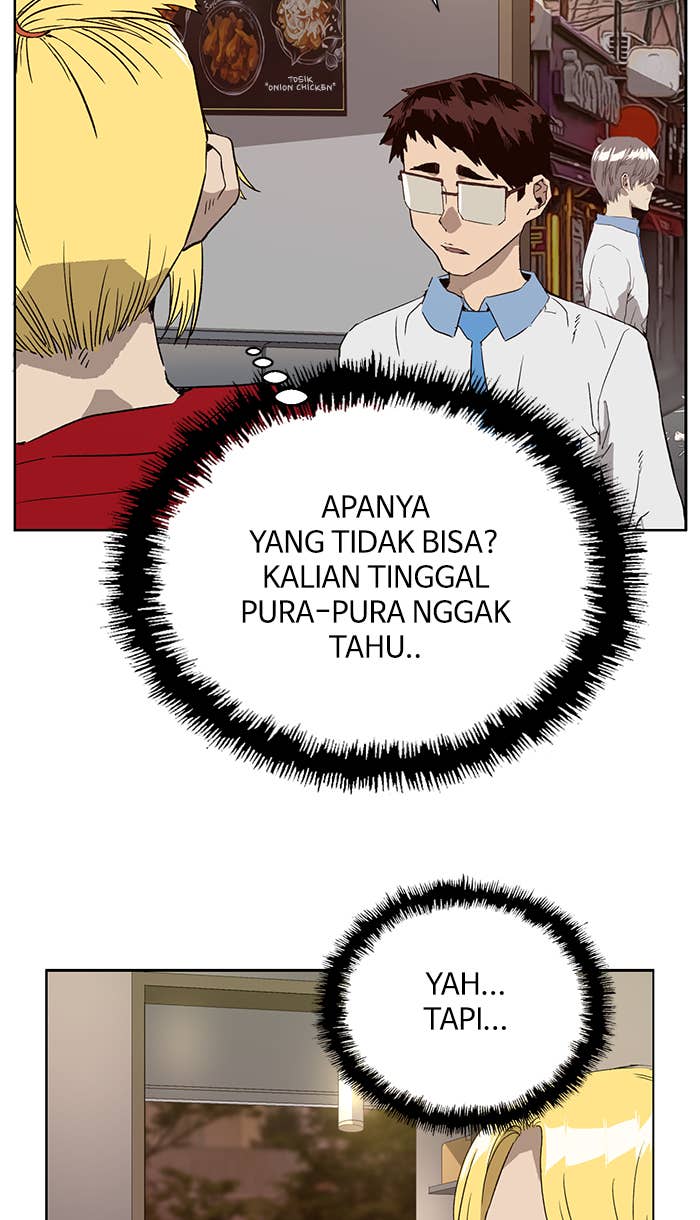 TOSIK
"ONION CHICKEN"
APANYA
YANG TIDAK BISA?
KALIAN TINGGAL
PURA-PURA NGGAK
TAHU..
YAH...
TAPI...